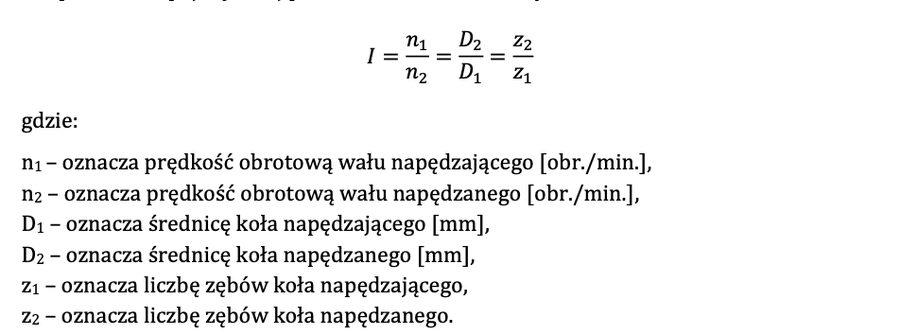 I = n₁/n₂ = D₂/D₁ = z₂/z₁
gdzie:
n₁ – oznacza prędkość obrotową wału napędzającego [obr./min.],
n₂ – oznacza prędkość obrotową wału napędzanego [obr./min.],
D₁ – oznacza średnicę koła napędzającego [mm],
D₂ – oznacza średnicę koła napędzanego [mm],
z₁ – oznacza liczbę zębów koła napędzającego,
z₂ – oznacza liczbę zębów koła napędzanego.